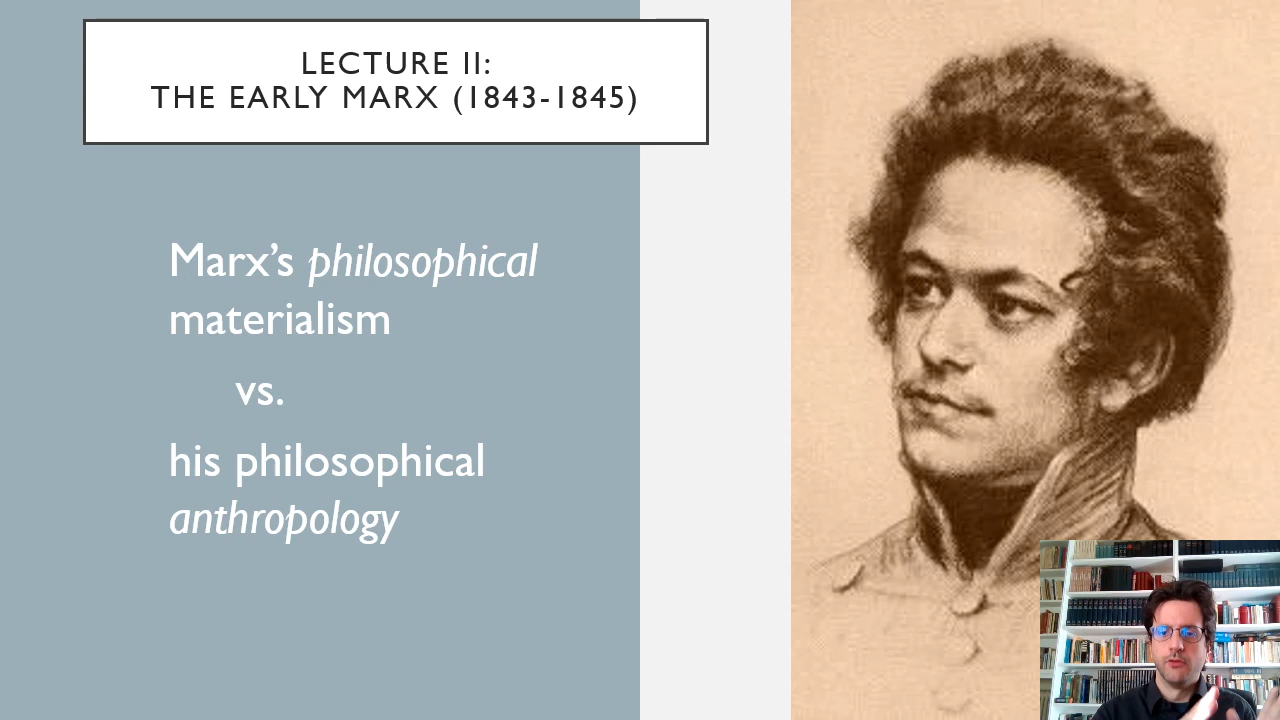 LECTURE II:
THE EARLY MARX (1843-1845)
Marx’s philosophical
materialism
vs.
his philosophical
anthropology